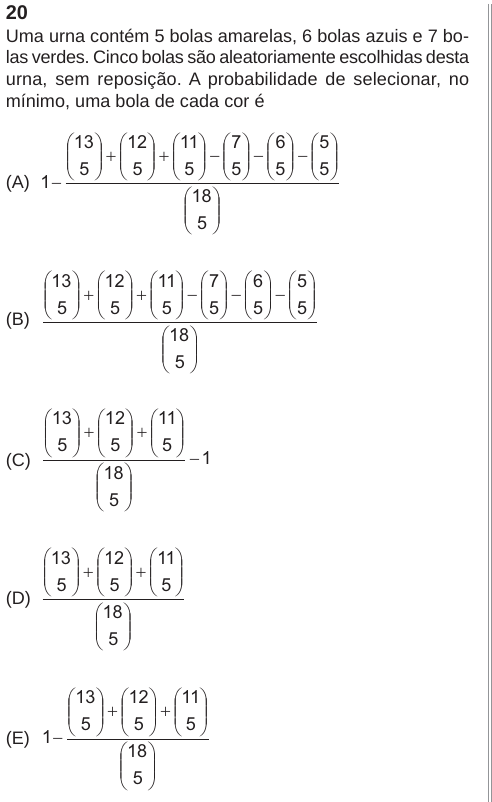 20
Uma urna contém 5 bolas amarelas, 6 bolas azuis e 7 bo-
las verdes. Cinco bolas são aleatoriamente escolhidas desta
urna, sem reposição. A probabilidade de selecionar, no
mínimo, uma bola de cada cor é
(A) 1 − [(13 5) + (12 5) + (11 5) − (7 5) − (6 5) − (5 5)] / (18 5)
(B) [(13 5) + (12 5) + (11 5) − (7 5) − (6 5) − (5 5)] / (18 5)
(C) [(13 5) + (12 5) + (11 5)] / (18 5) − 1
(D) [(13 5) + (12 5) + (11 5)] / (18 5)
(E) 1 − [(13 5) + (12 5) + (11 5)] / (18 5)